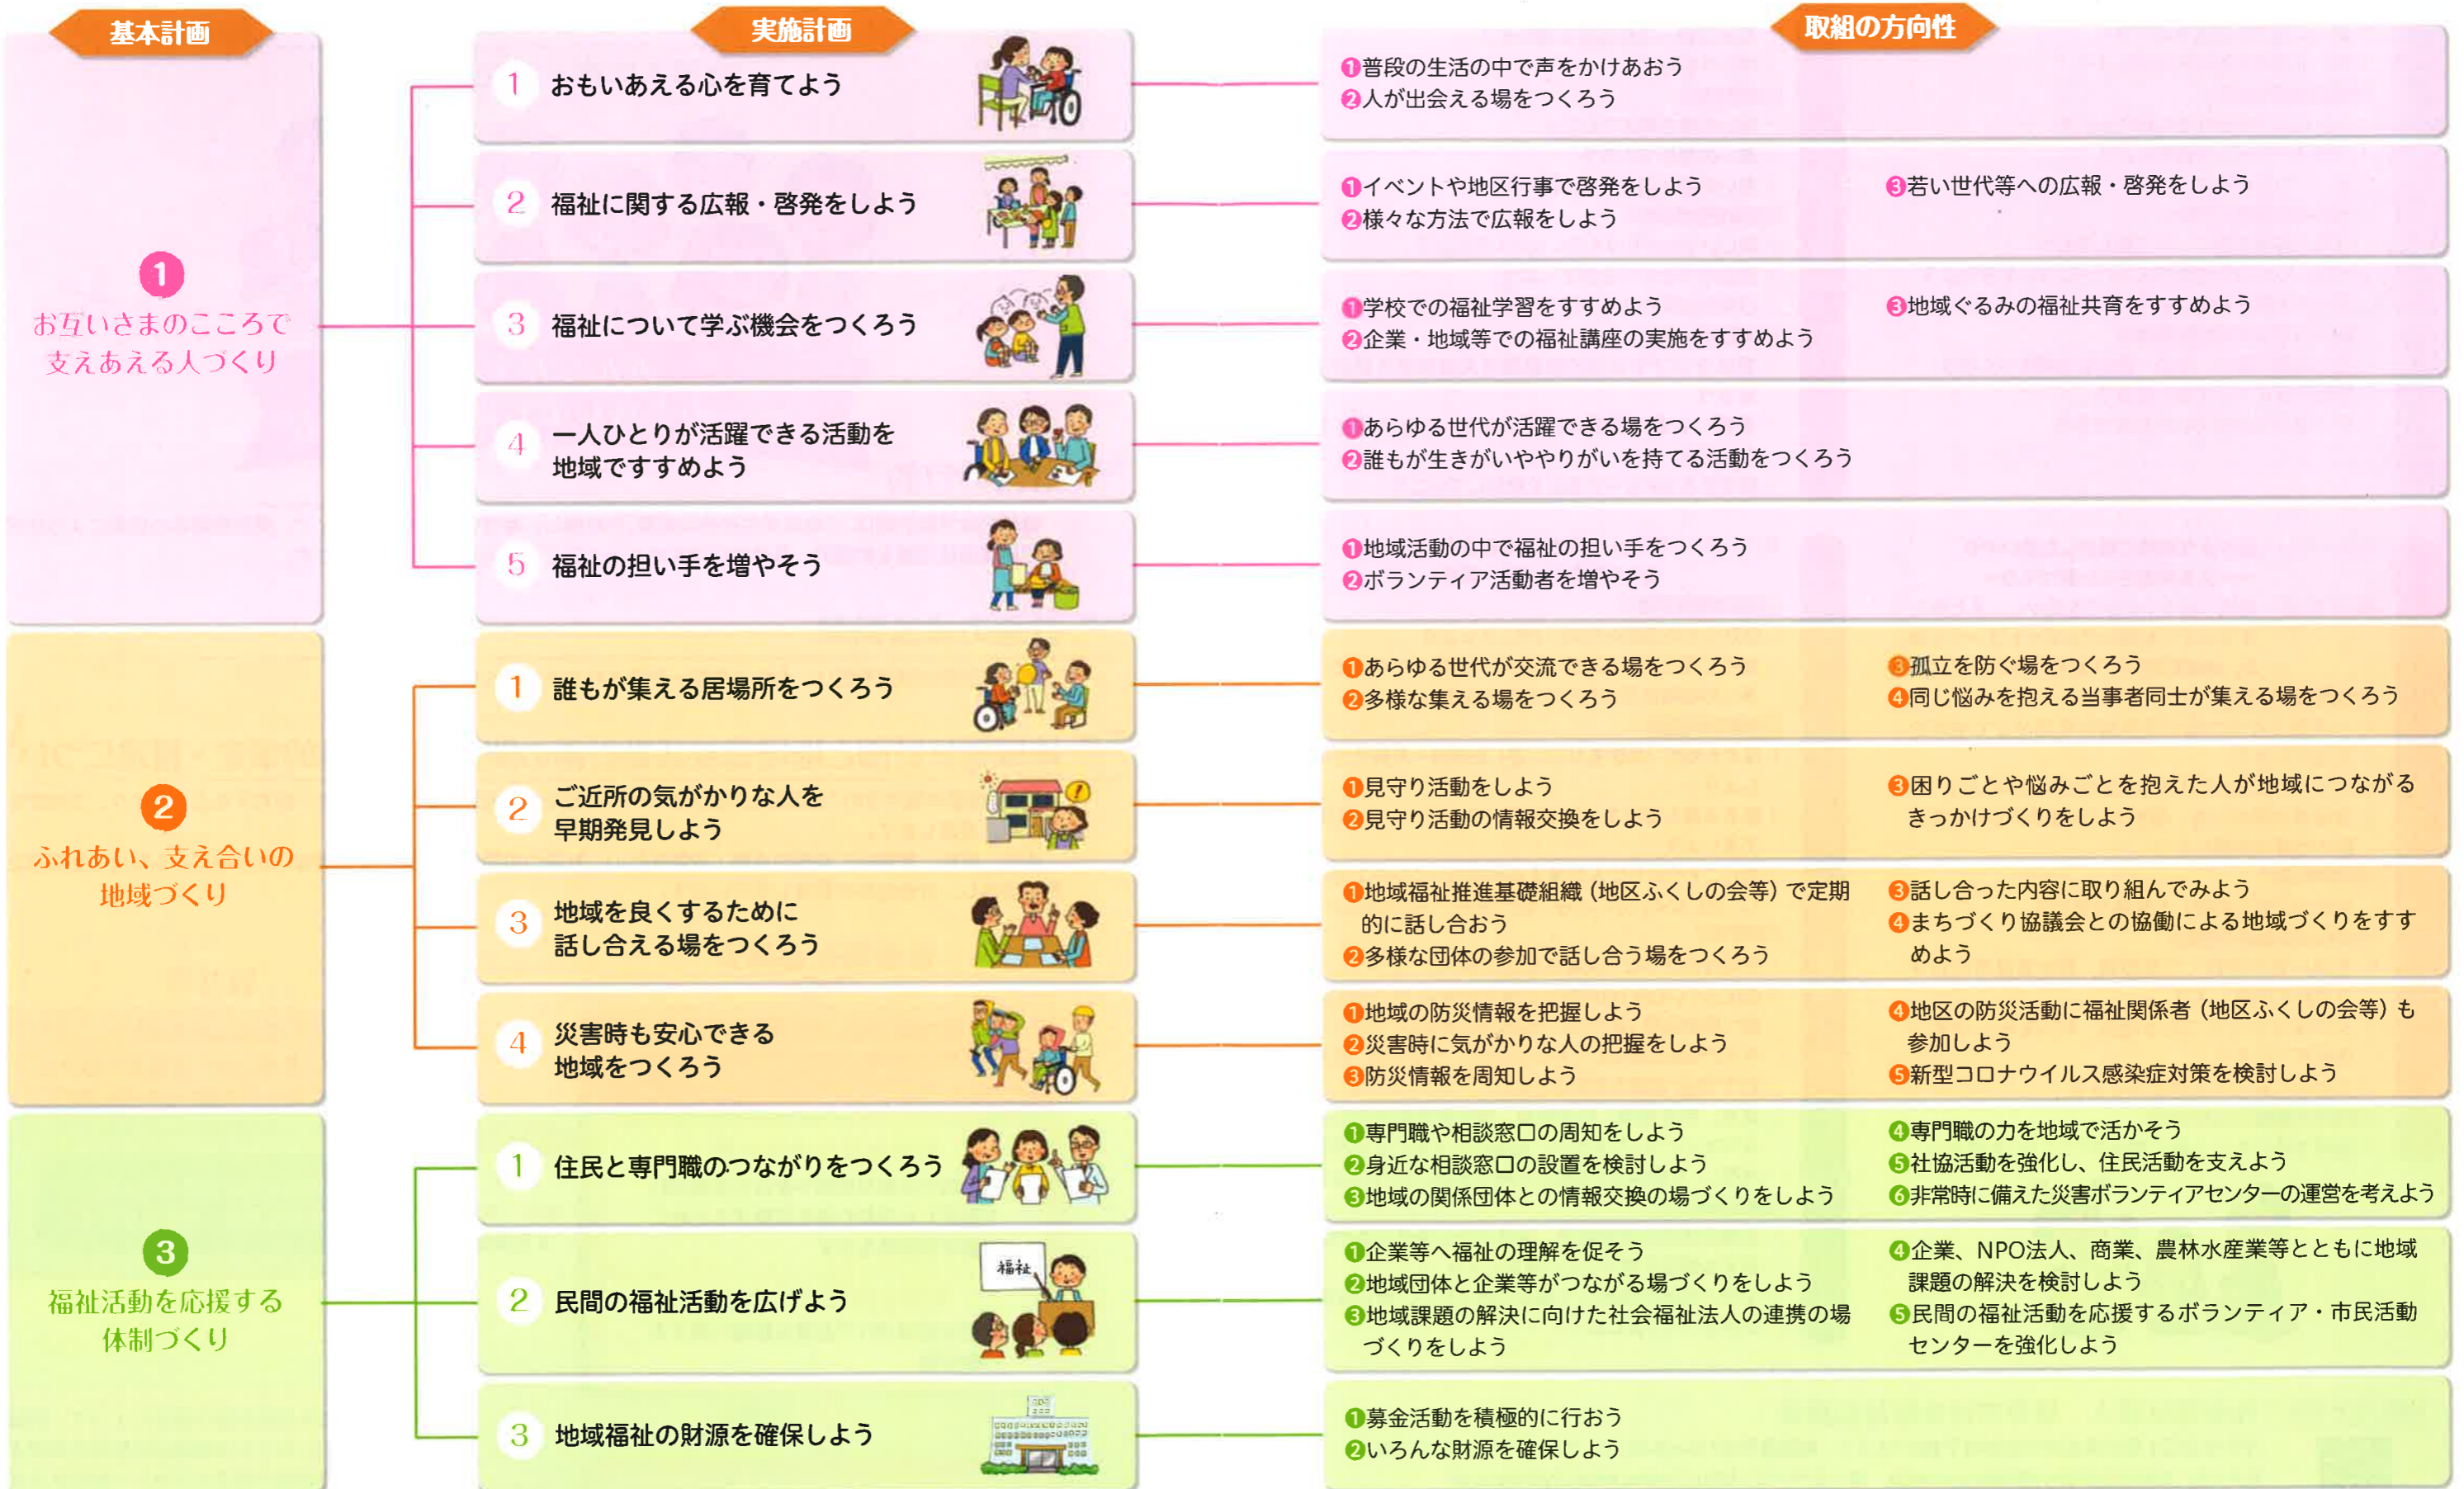 基本計画
実施計画
取組の方向性
1
お互いさまのこころで
支えあえる人づくり
1 おもいあえる心を育てよう
❶普段の生活の中で声をかけあおう
❷人が出会える場をつくろう
2 福祉に関する広報・啓発をしよう
❶イベントや地区行事で啓発をしよう
❷様々な方法で広報をしよう
❸若い世代等への広報・啓発をしよう
3 福祉について学ぶ機会をつくろう
❶学校での福祉学習をすすめよう
❷企業・地域等での福祉講座の実施をすすめよう
❸地域ぐるみの福祉共育をすすめよう
4 一人ひとりが活躍できる活動を
地域ですすめよう
❶あらゆる世代が活躍できる場をつくろう
❷誰もが生きがいややりがいを持てる活動をつくろう
5 福祉の担い手を増やそう
❶地域活動の中で福祉の担い手をつくろう
❷ボランティア活動者を増やそう
2
ふれあい、支え合いの
地域づくり
1 誰もが集える居場所をつくろう
❶あらゆる世代が交流できる場をつくろう
❷多様な集える場をつくろう
❸孤立を防ぐ場をつくろう
❹同じ悩みを抱える当事者同士が集える場をつくろう
2 ご近所の気がかりな人を
早期発見しよう
❶見守り活動をしよう
❷見守り活動の情報交換をしよう
❸困りごとや悩みごとを抱えた人が地域につながる
きっかけづくりをしよう
3 地域を良くするために
話し合える場をつくろう
❶地域福祉推進基礎組織（地区ふくしの会等）で定期
的に話し合おう
❷多様な団体の参加で話し合う場をつくろう
❸話し合った内容に取り組んでみよう
❹まちづくり協議会との協働による地域づくりをすす
めよう
4 災害時も安心できる
地域をつくろう
❶地域の防災情報を把握しよう
❷災害時に気がかりな人の把握をしよう
❸防災情報を周知しよう
❹地区の防災活動に福祉関係者（地区ふくしの会等）も
参加しよう
❺新型コロナウイルス感染症対策を検討しよう
3
福祉活動を応援する
体制づくり
1 住民と専門職のつながりをつくろう
❶専門職や相談窓口の周知をしよう
❷身近な相談窓口の設置を検討しよう
❸地域の関係団体との情報交換の場づくりをしよう
❹専門職の力を地域で活かそう
❺社協活動を強化し、住民活動を支えよう
❻非常時に備えた災害ボランティアセンターの運営を考えよう
2 民間の福祉活動を広げよう
福祉
❶企業等へ福祉の理解を促そう
❷地域団体と企業等がつながる場づくりをしよう
❸地域課題の解決に向けた社会福祉法人の連携の場
づくりをしよう
❹企業、NPO法人、商業、農林水産業等とともに地域
課題の解決を検討しよう
❺民間の福祉活動を応援するボランティア・市民活動
センターを強化しよう
3 地域福祉の財源を確保しよう
❶募金活動を積極的に行おう
❷いろんな財源を確保しよう